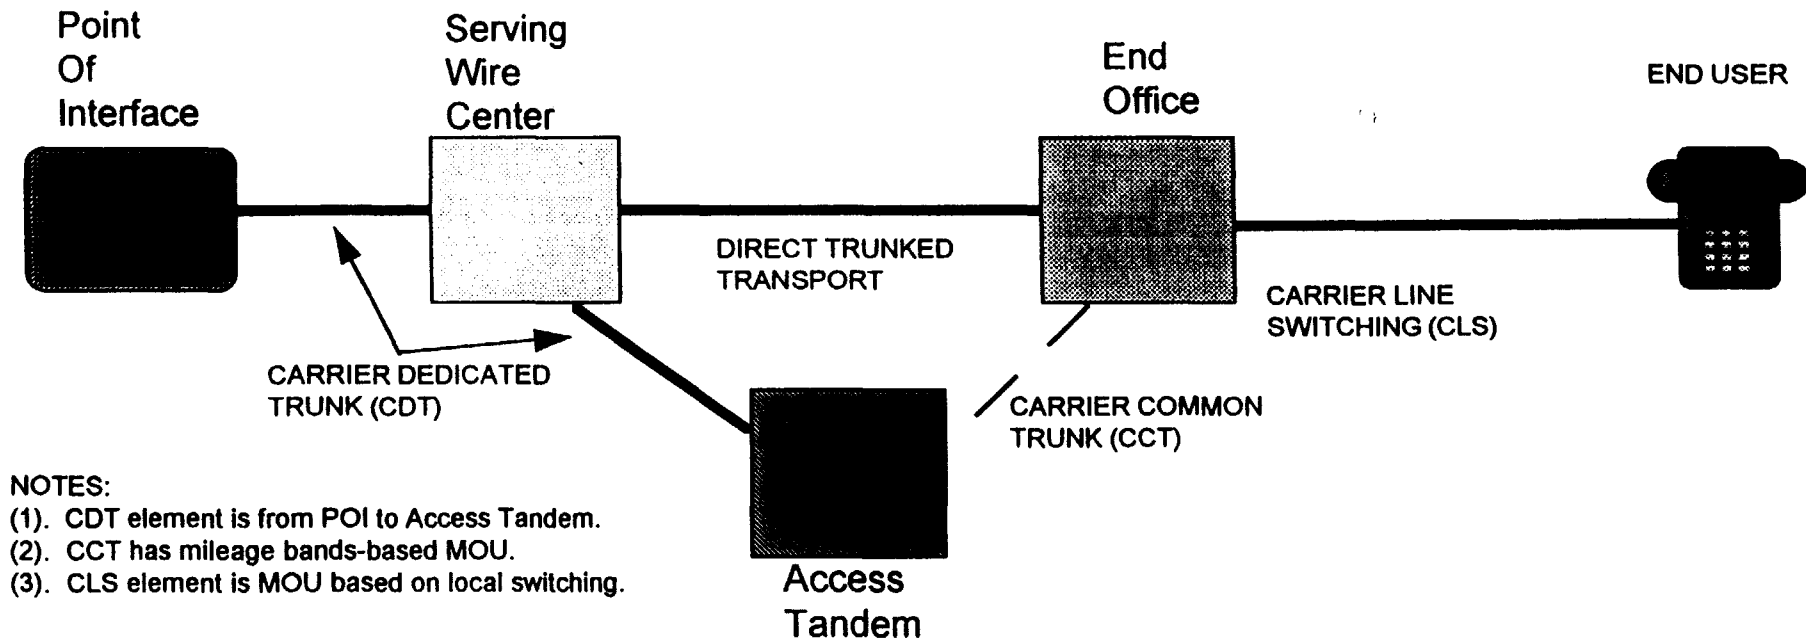 Point
Of
Interface
Serving
Wire
Center
End
Office
END USER
DIRECT TRUNKED
TRANSPORT
CARRIER LINE
SWITCHING (CLS)
CARRIER DEDICATED
TRUNK (CDT)
CARRIER COMMON
TRUNK (CCT)
NOTES:
(1). CDT element is from POI to Access Tandem.
(2). CCT has mileage bands-based MOU.
(3). CLS element is MOU based on local switching.
Access
Tandem